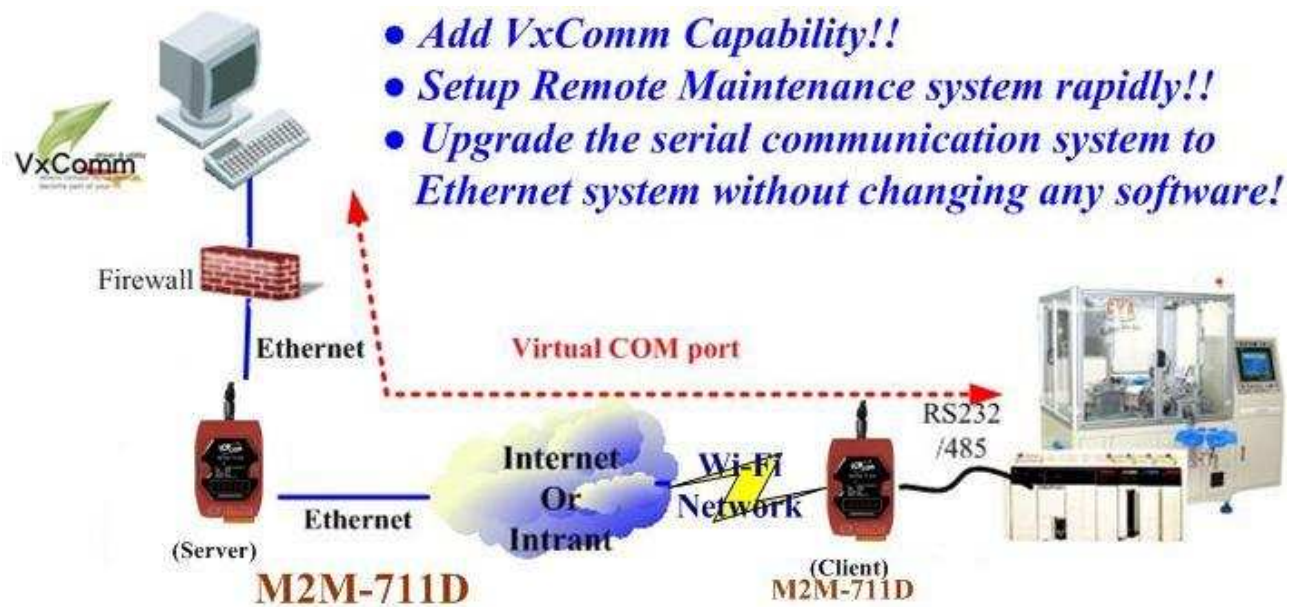 ● Add VxComm Capability!!
● Setup Remote Maintenance system rapidly!!
● Upgrade the serial communication system to
Ethernet system without changing any software!
VxComm
Firewall
Ethernet
Virtual COM port
RS232
/485
Internet
Or
Intrant
Wi-Fi
Network
Ethernet
(Server)
M2M-711D
(Client)
M2M-711D